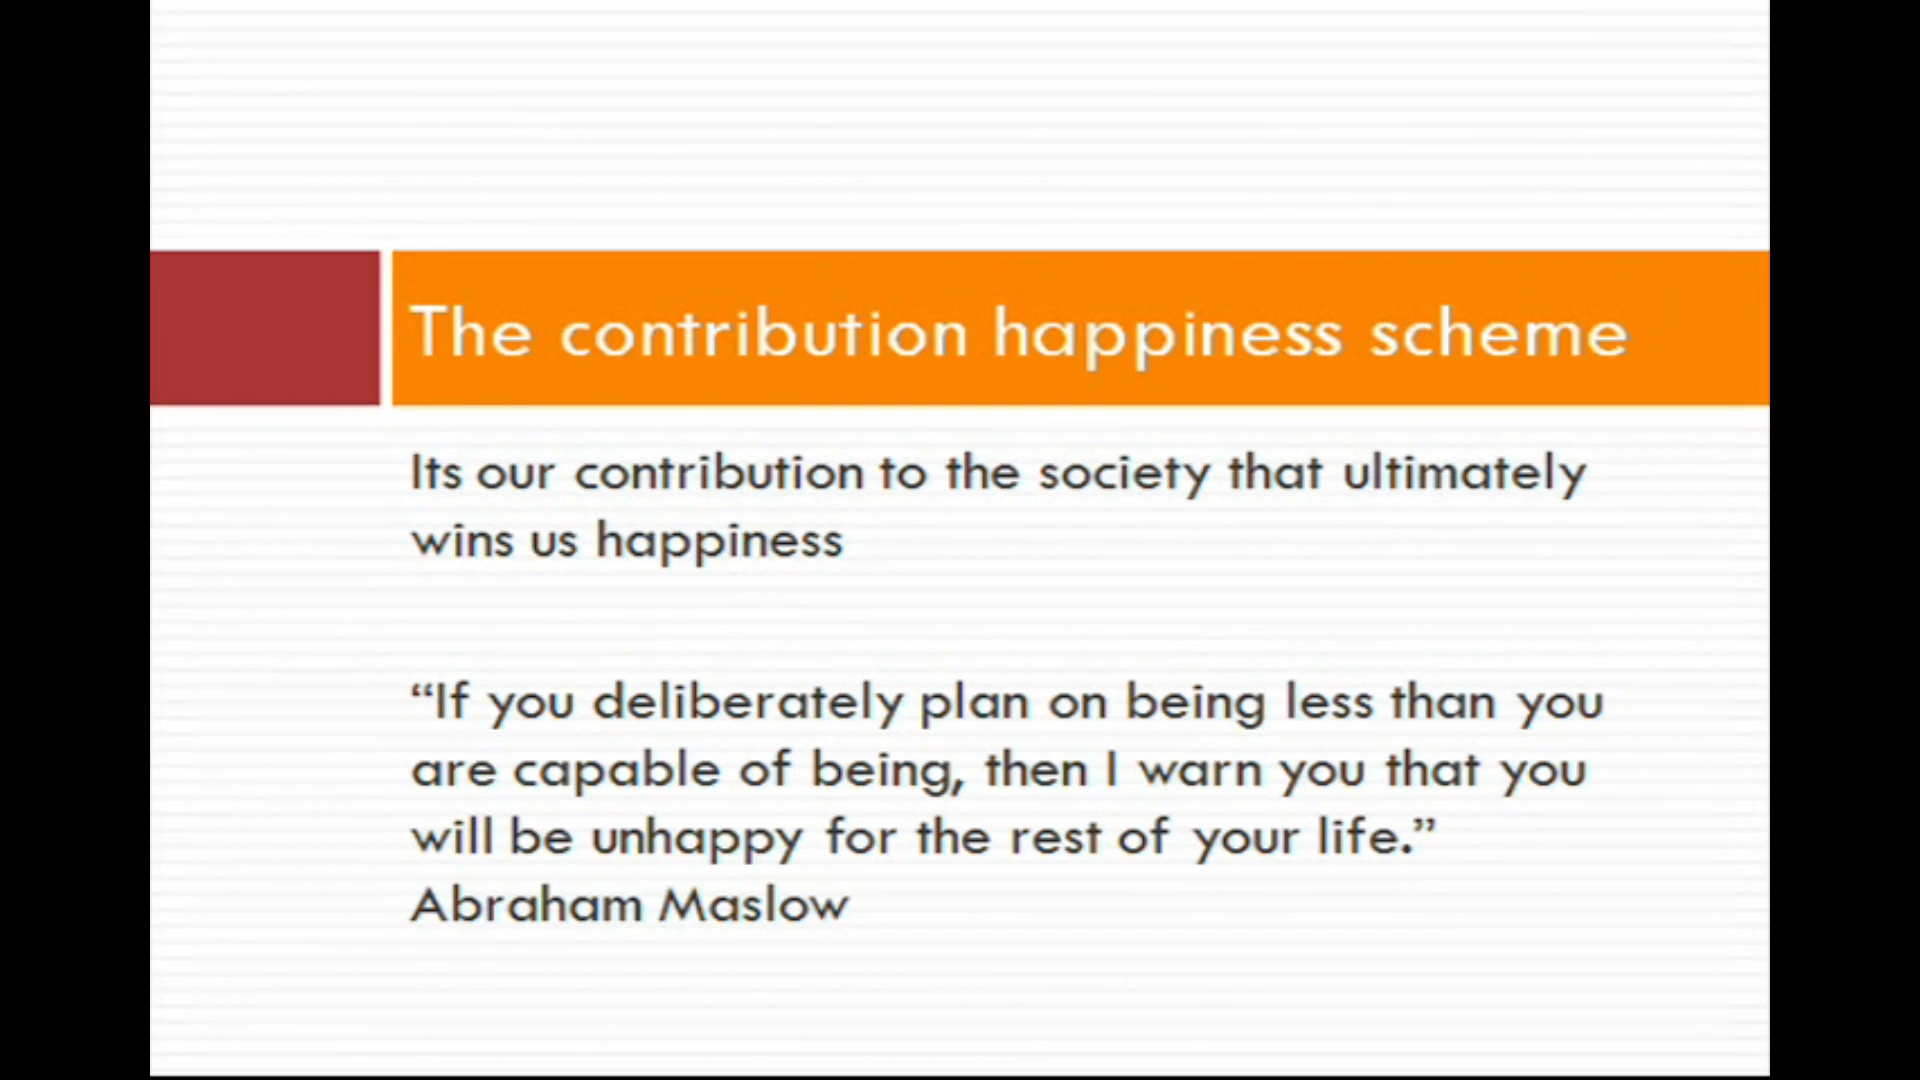 The contribution happiness scheme
Its our contribution to the society that ultimately
wins us happiness
“If you deliberately plan on being less than you
are capable of being, then I warn you that you
will be unhappy for the rest of your life.”
Abraham Maslow